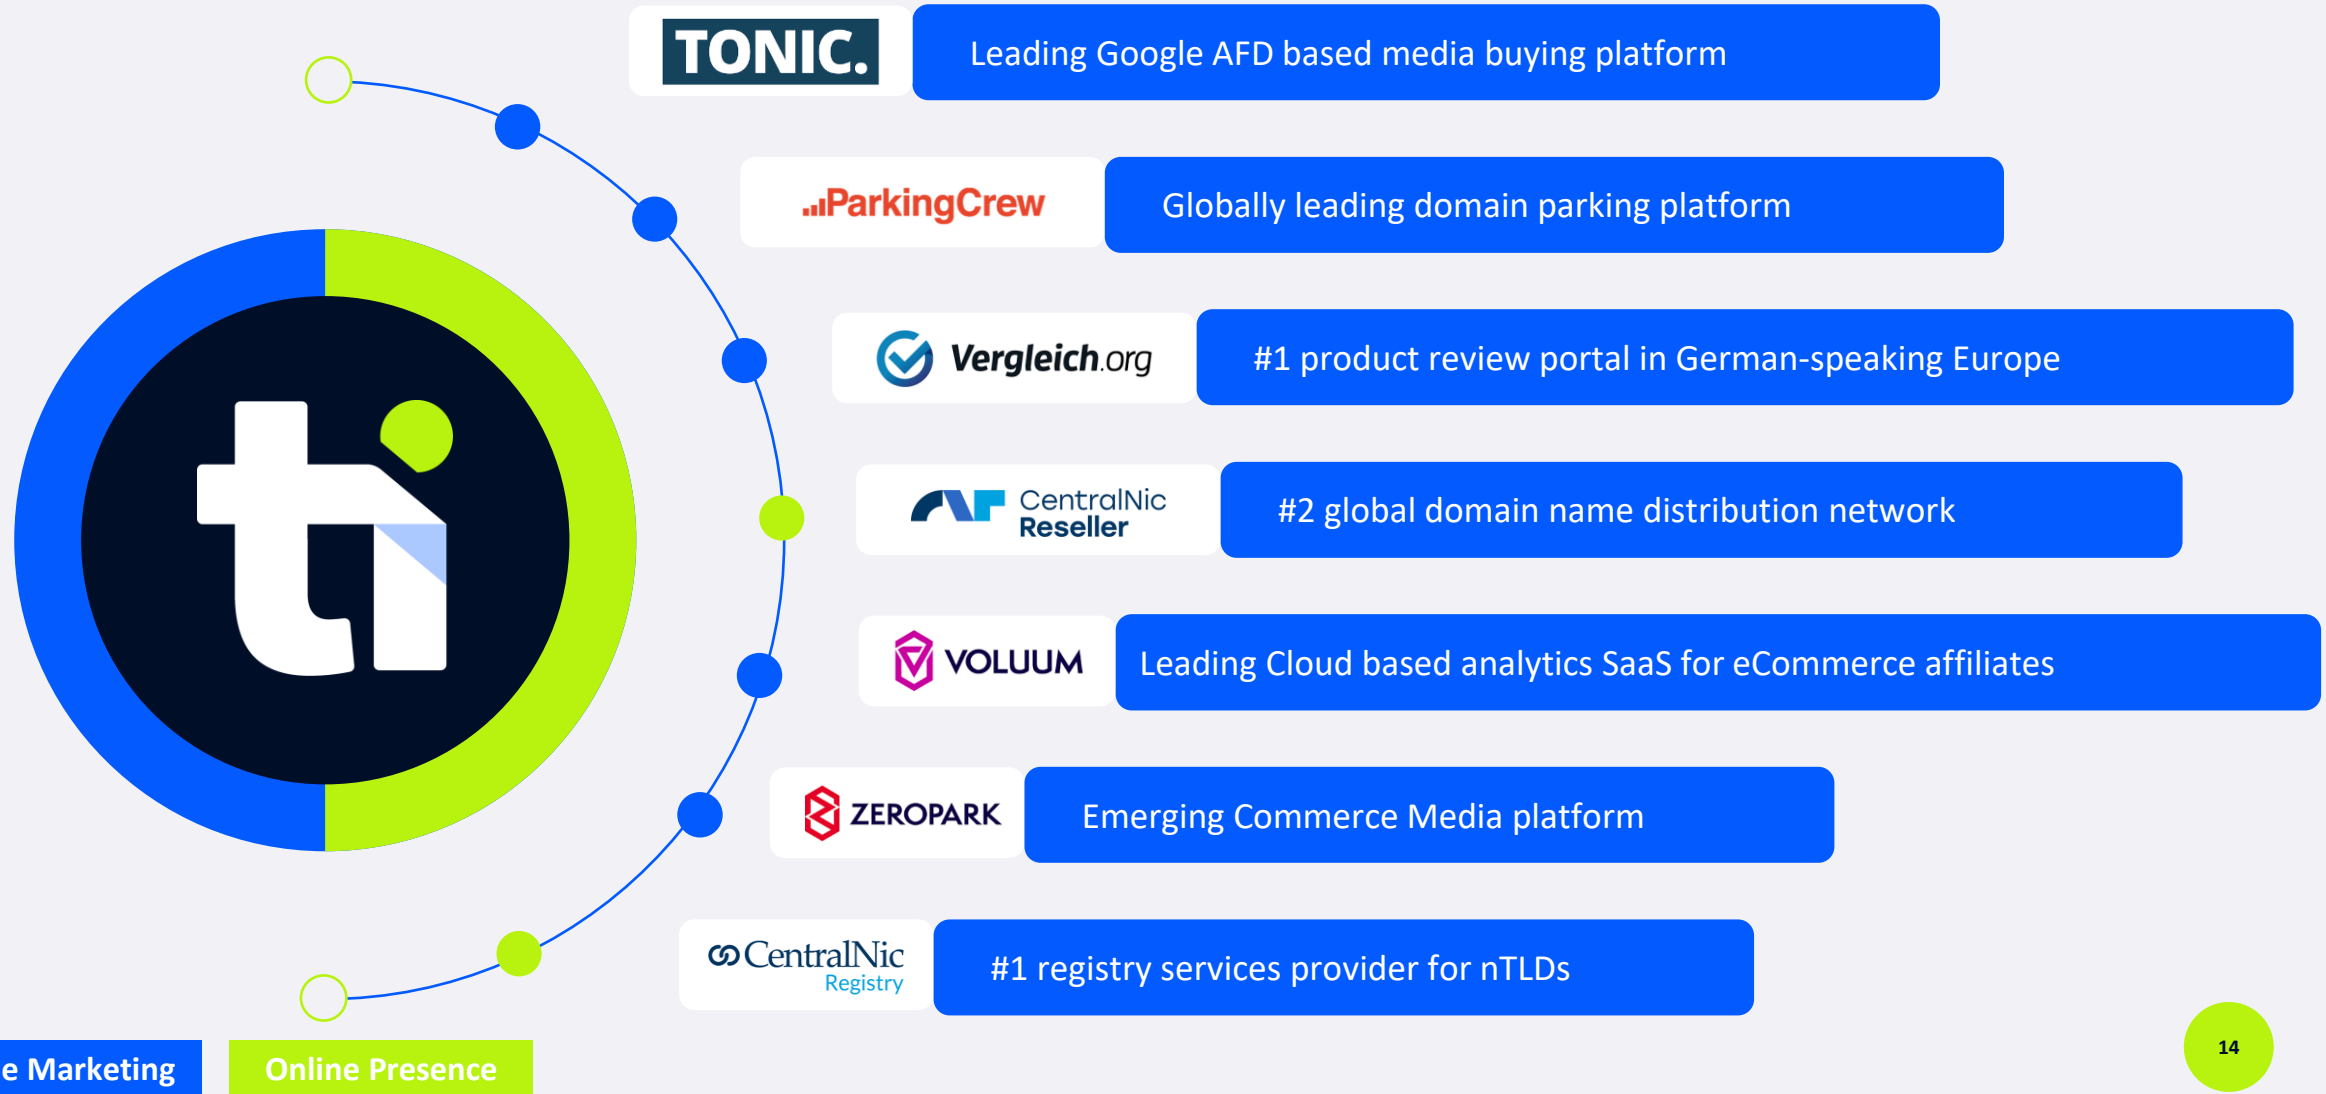 TONIC.
Leading Google AFD based media buying platform
ParkingCrew
Globally leading domain parking platform
Vergleich.org
#1 product review portal in German-speaking Europe
CentralNic
Reseller
#2 global domain name distribution network
VOLUUM
Leading Cloud based analytics SaaS for eCommerce affiliates
ZEROPARK
Emerging Commerce Media platform
CentralNic
Registry
#1 registry services provider for nTLDs
ti
e Marketing
Online Presence
14